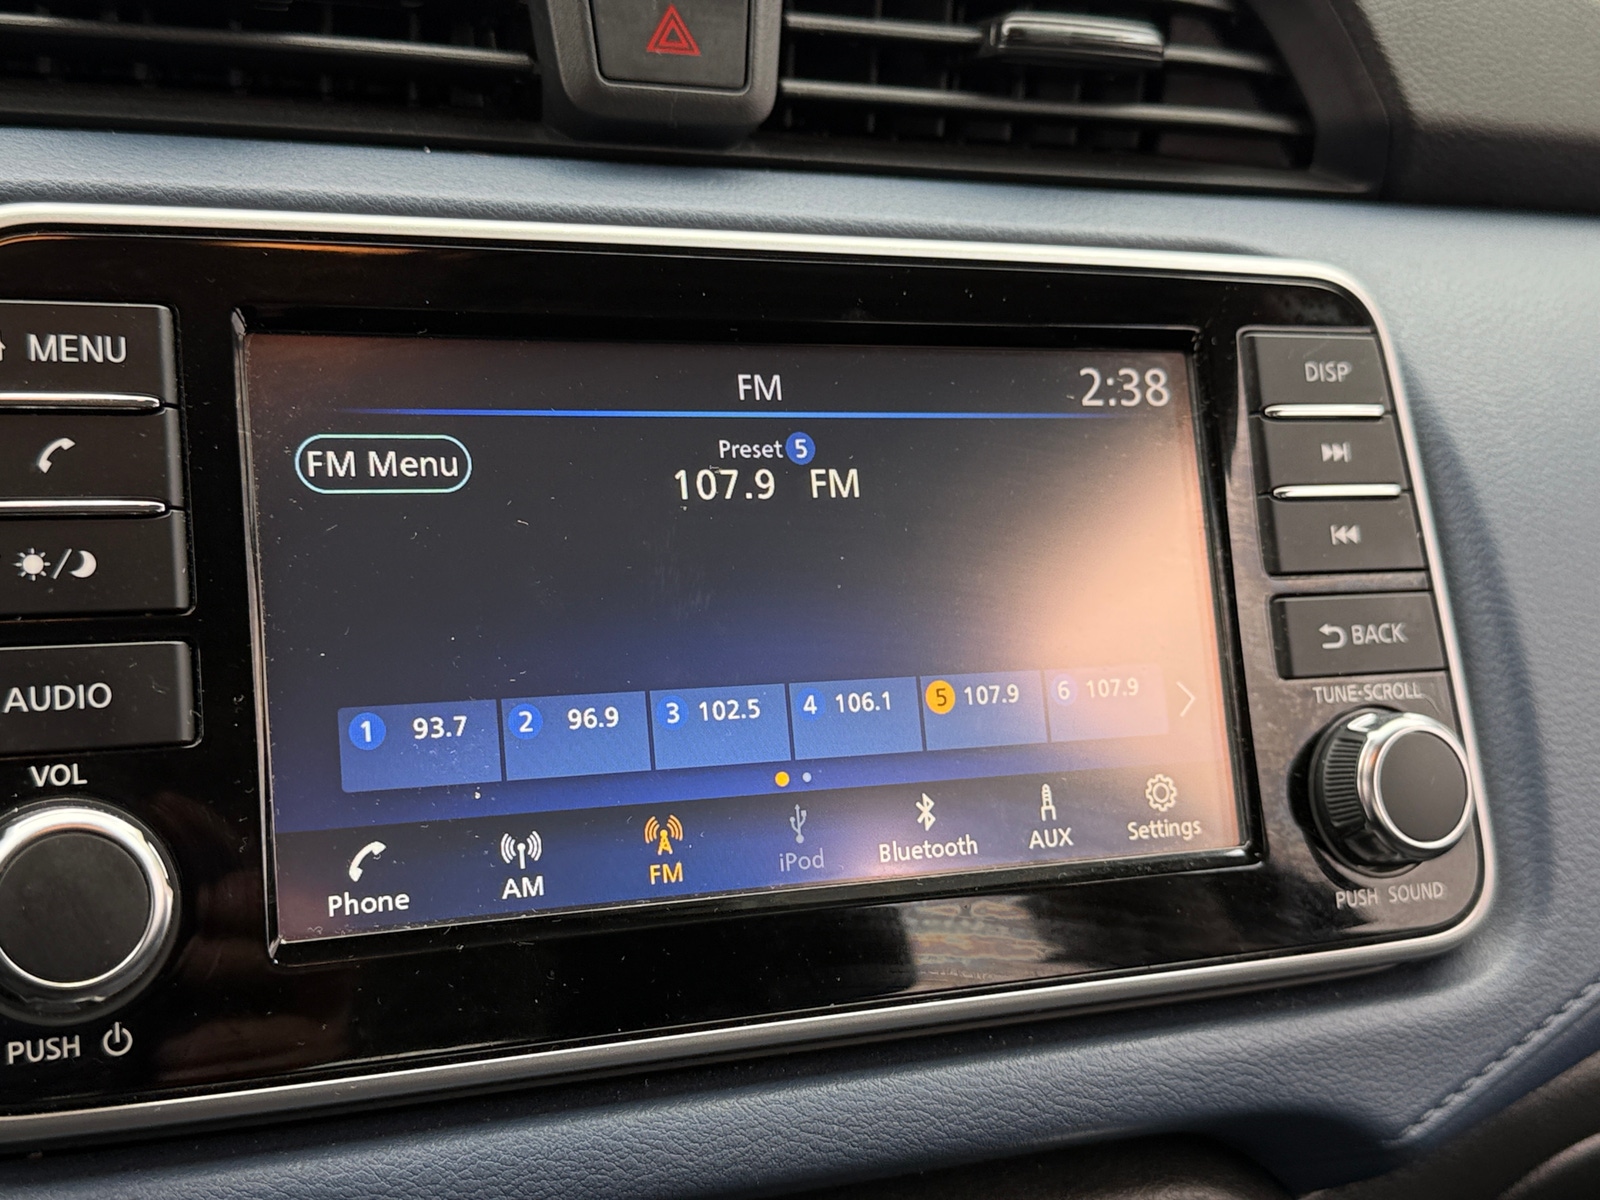 MENU
DISP
FM
2:38
FM Menu
Preset 5
107.9 FM
BACK
AUDIO
1 93.7
2 96.9
3 102.5
4 106.1
5 107.9
6 107.9
TUNE·SCROLL
VOL
Phone
AM
FM
iPod
Bluetooth
AUX
Settings
PUSH SOUND
PUSH